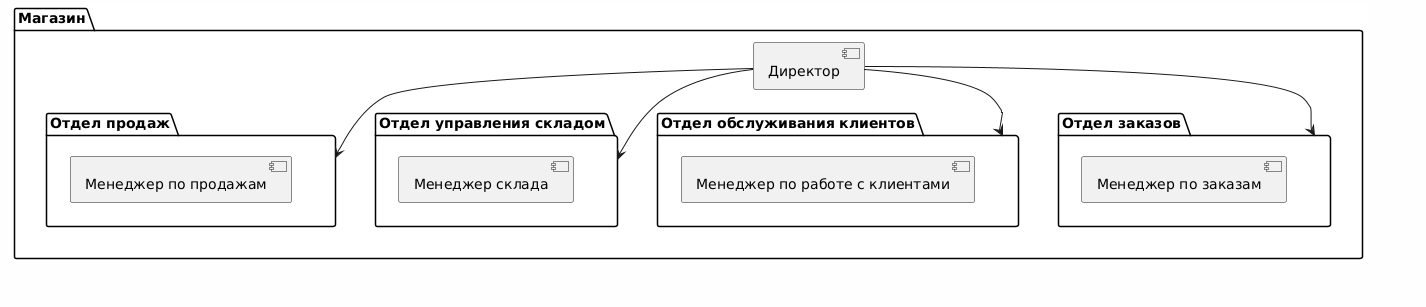 Магазин
Директор
Отдел продаж
Отдел управления складом
Отдел обслуживания клиентов
Отдел заказов
Менеджер по продажам
Менеджер склада
Менеджер по работе с клиентами
Менеджер по заказам